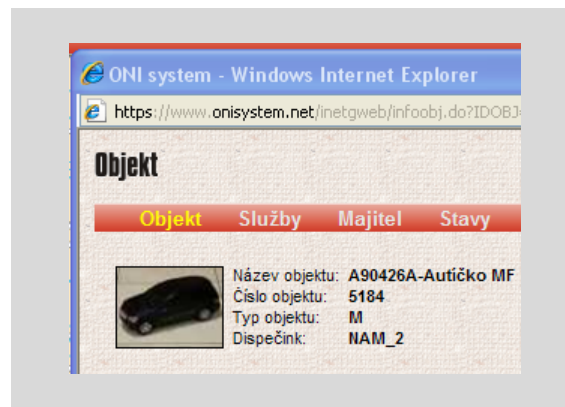 ONI system - Windows Internet Explorer
https://www.onisystem.net/inetgweb/infoobj.do?IDOBJ=
Objekt
Objekt Služby Majitel Stavy
Název objektu: A90426A-Autíčko MF
Číslo objektu: 5184
Typ objektu: M
Dispečink: NAM_2